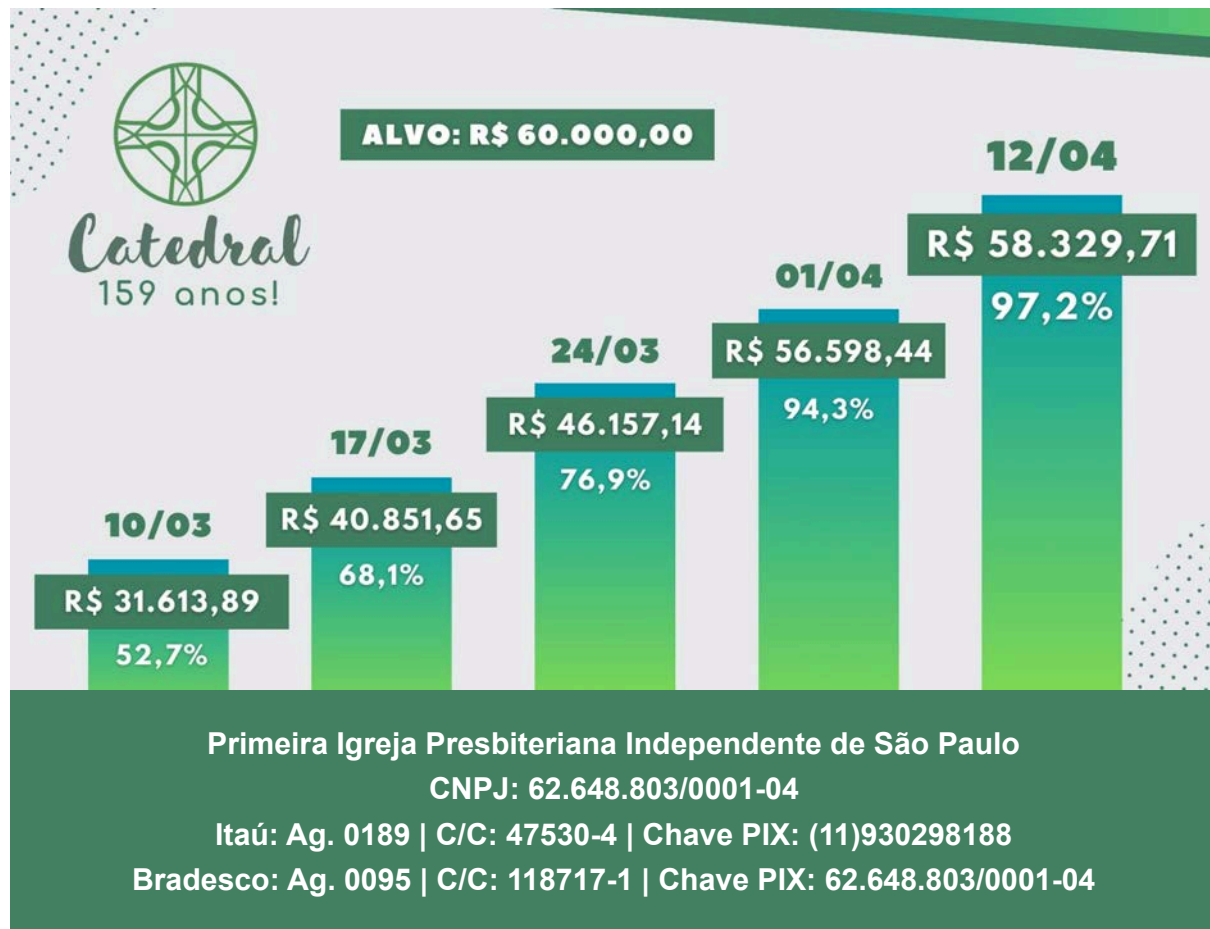 Catedral
159 anos!
ALVO: R$ 60.000,00
10/03
R$ 31.613,89
52,7%
17/03
R$ 40.851,65
68,1%
24/03
R$ 46.157,14
76,9%
01/04
R$ 56.598,44
94,3%
12/04
R$ 58.329,71
97,2%
Primeira Igreja Presbiteriana Independente de São Paulo
CNPJ: 62.648.803/0001-04
Itaú: Ag. 0189 | C/C: 47530-4 | Chave PIX: (11)930298188
Bradesco: Ag. 0095 | C/C: 118717-1 | Chave PIX: 62.648.803/0001-04